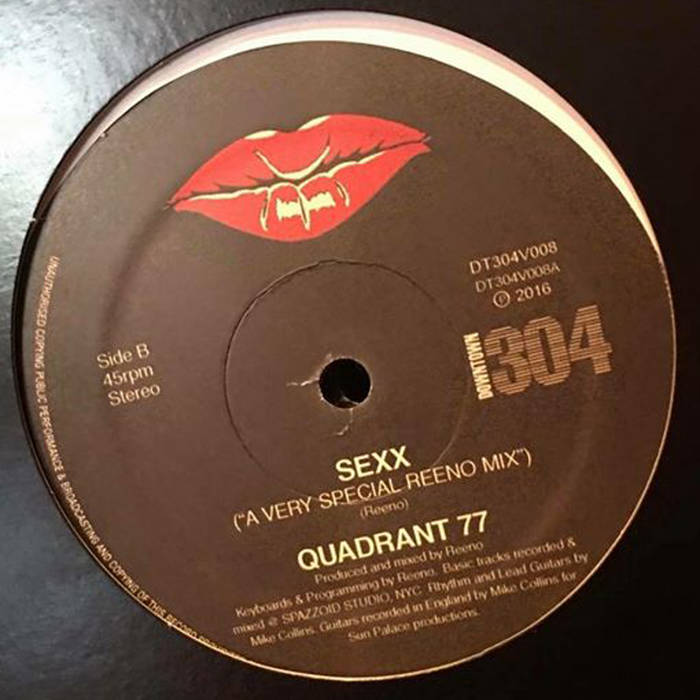 DT304V008
DT304V008A
℗ 2016
DOWNTOWN
304
Side B
45rpm
Stereo
SEXX
("A VERY SPECIAL REENO MIX")
(Reeno)
QUADRANT 77
Produced and mixed by Reeno
Keyboards & Programming by Reeno. Basic tracks recorded &
mixed @ SPAZZOID STUDIO, NYC Rhythm and Lead Guitars by
Mike Collins. Guitars recorded in England by Mike Collins for
Sun Palace productions.
UNAUTHORISED COPYING PUBLIC PERFORMANCE & BROADCASTING AND COPYING OF THIS RECORD